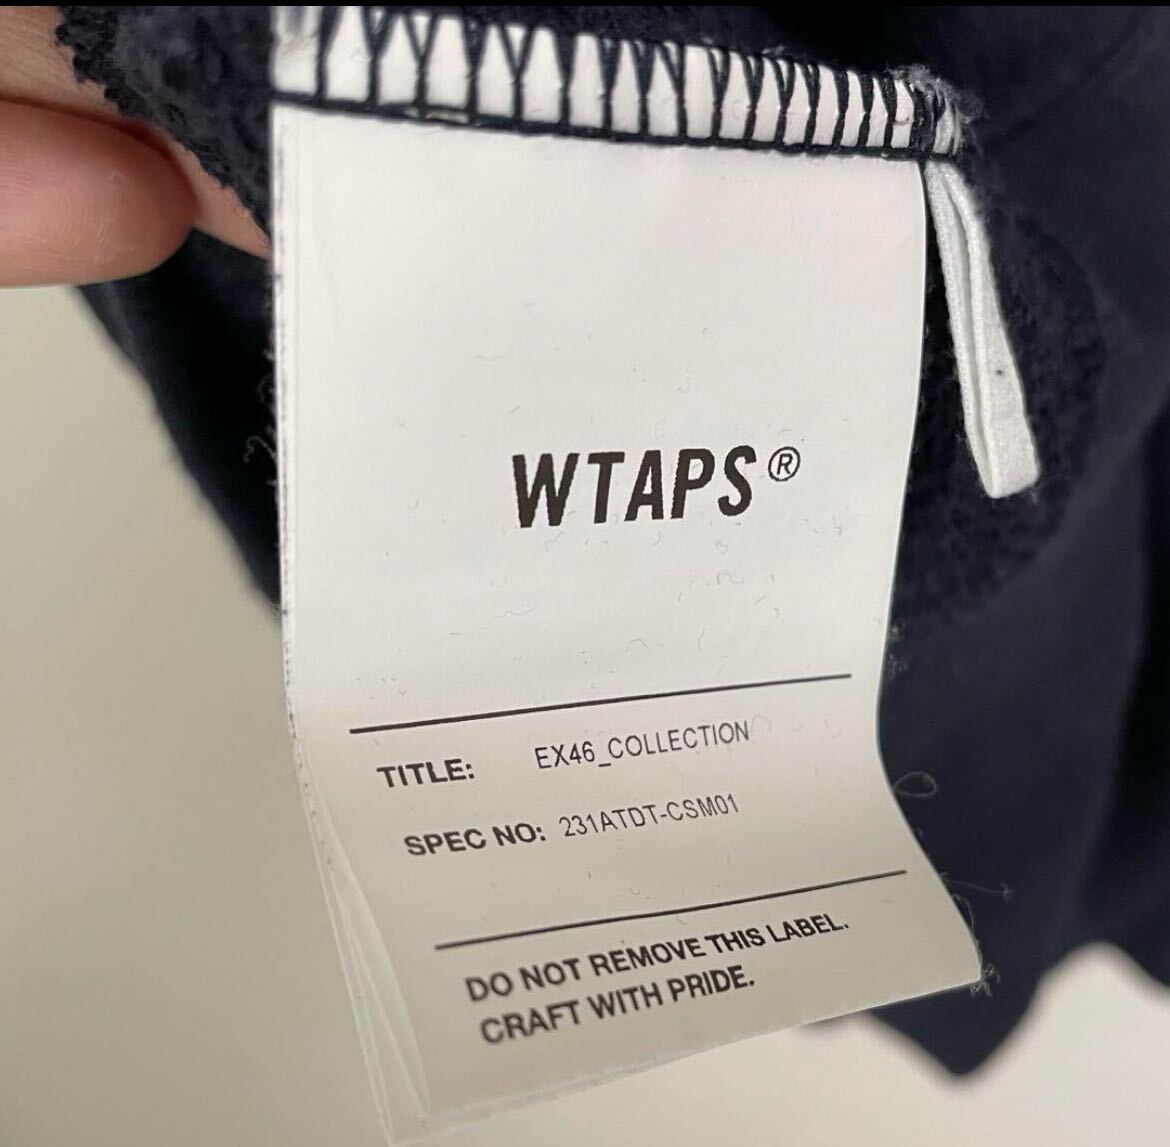 WTAPS®
TITLE: EX46_COLLECTION
SPEC NO: 231ATDT-CSM01
DO NOT REMOVE THIS LABEL.
CRAFT WITH PRIDE.